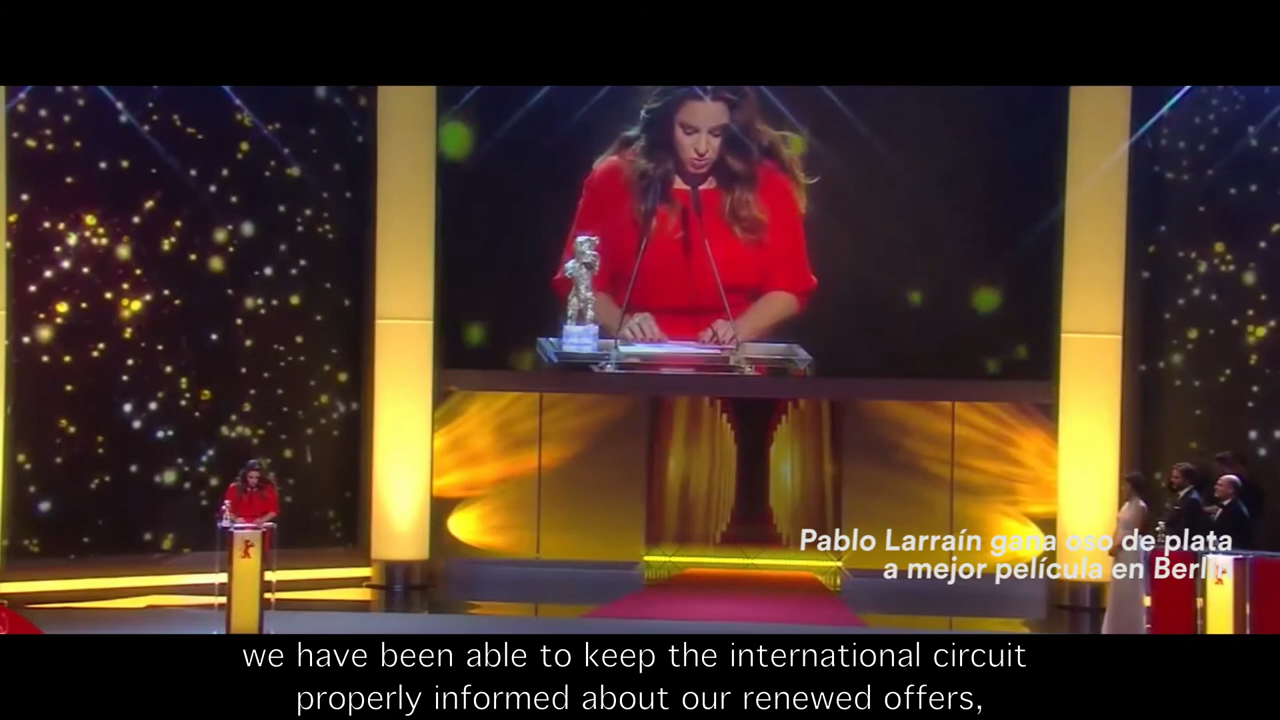 Pablo Larraín gana oso de plata
a mejor película en Berlín
we have been able to keep the international circuit
properly informed about our renewed offers,